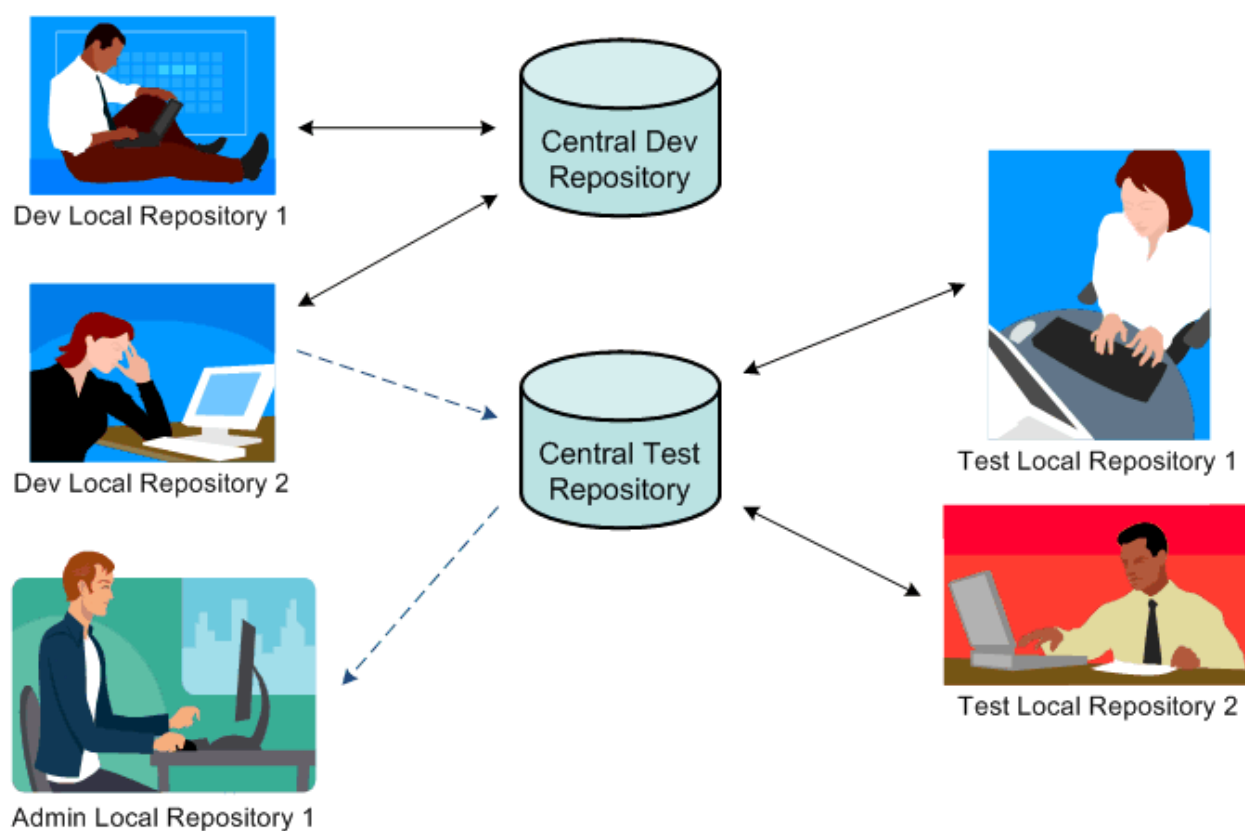 Central Dev
Repository
Dev Local Repository 1
Dev Local Repository 2
Central Test
Repository
Test Local Repository 1
Test Local Repository 2
Admin Local Repository 1